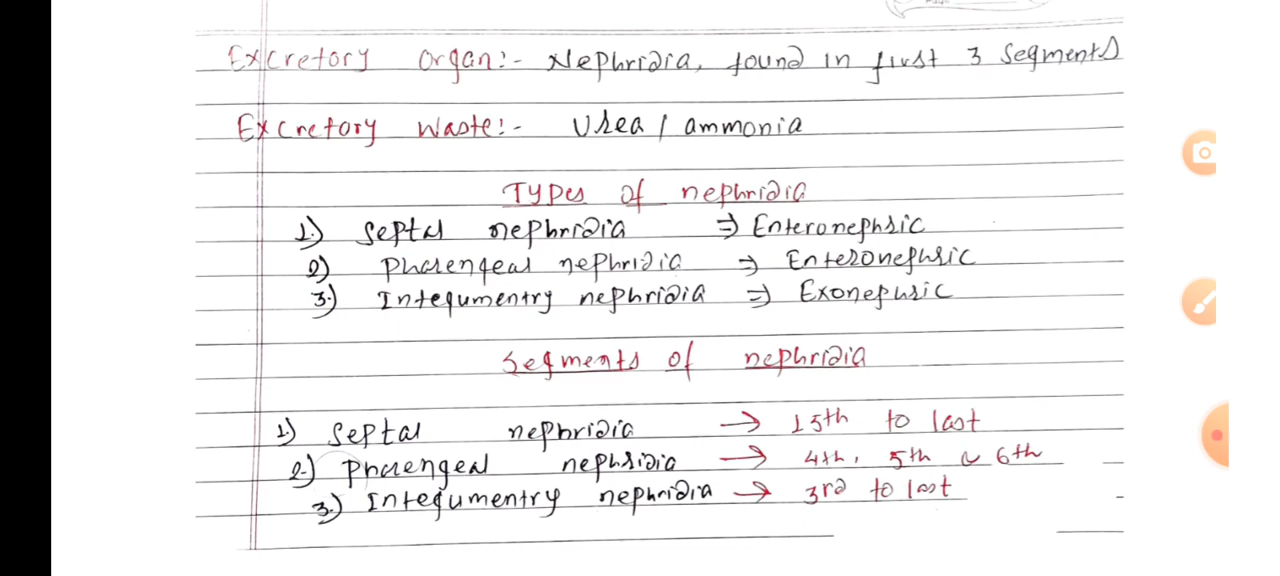 Excretory Organ:- Nephridia, found in first 3 segments
Excretory Waste:- Urea / ammonia
Types of nephridia
1.) Septal nephridia ⇒ Enteronephric
2) Pharengeal nephridia ⇒ Enteronephric
3.) Integumentry nephridia ⇒ Exonephric
Segments of nephridia
1.) Septal nephridia → 15th to last
2.) Pharengeal nephridia → 4th, 5th & 6th
3.) Integumentry nephridia → 3rd to last